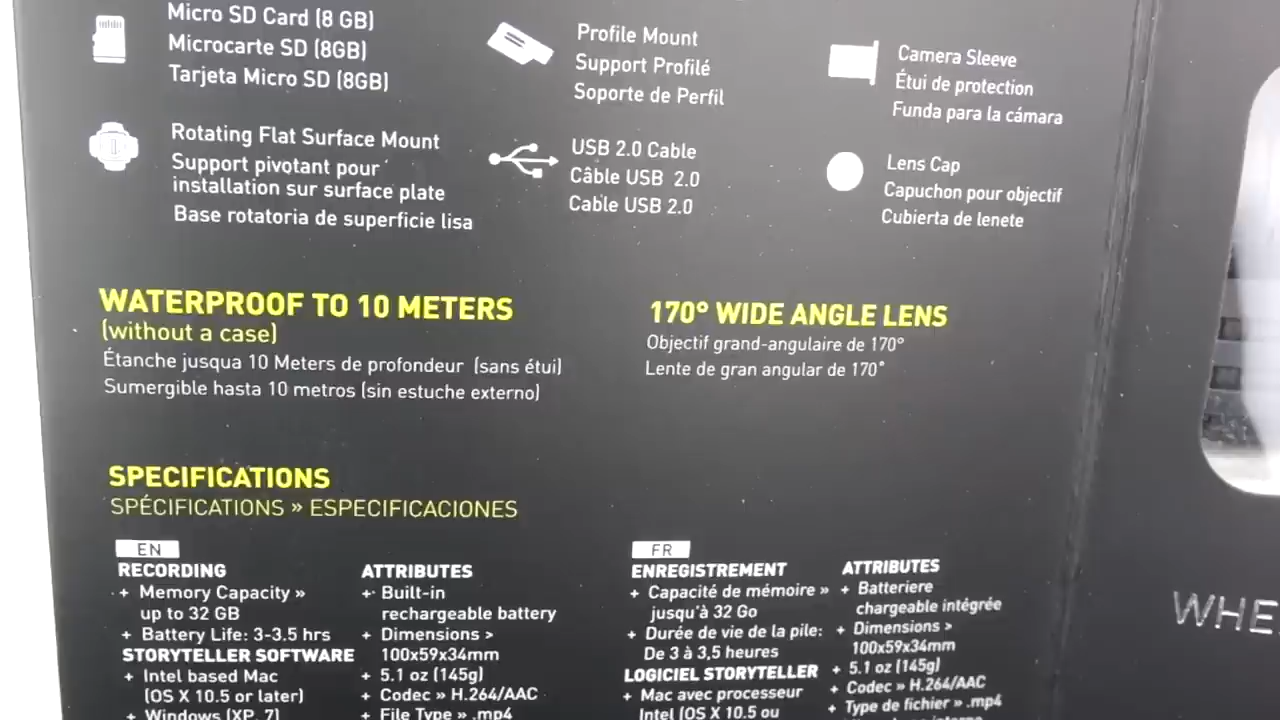 Micro SD Card (8 GB)
Microcarte SD (8GB)
Tarjeta Micro SD (8GB)
Profile Mount
Support Profilé
Soporte de Perfil
Camera Sleeve
Étui de protection
Funda para la cámara
Rotating Flat Surface Mount
Support pivotant pour
installation sur surface plate
Base rotatoria de superficie lisa
USB 2.0 Cable
Câble USB 2.0
Cable USB 2.0
Lens Cap
Capuchon pour objectif
Cubierta de lenete
WATERPROOF TO 10 METERS
(without a case)
Étanche jusqua 10 Meters de profondeur (sans étui)
Sumergible hasta 10 metros (sin estuche externo)
170° WIDE ANGLE LENS
Objectif grand-angulaire de 170°
Lente de gran angular de 170°
SPECIFICATIONS
SPÉCIFICATIONS » ESPECIFICACIONES
EN
RECORDING
+ Memory Capacity »
up to 32 GB
+ Battery Life: 3-3.5 hrs
STORYTELLER SOFTWARE
+ Intel based Mac
(OS X 10.5 or later)
+ Windows (XP, 7)
ATTRIBUTES
+ Built-in
rechargeable battery
+ Dimensions >
100x59x34mm
+ 5.1 oz (145g)
+ Codec » H.264/AAC
+ File Type » .mp4
FR
ENREGISTREMENT
+ Capacité de mémoire »
jusqu'à 32 Go
+ Durée de vie de la pile:
De 3 à 3,5 heures
LOGICIEL STORYTELLER
+ Mac avec processeur
Intel (OS X 10.5 ou
ATTRIBUTES
+ Batteriere
chargeable intégrée
+ Dimensions >
100x59x34mm
+ 5.1 oz (145g)
+ Codec » H.264/AAC
+ Type de fichier » .mp4
WHE